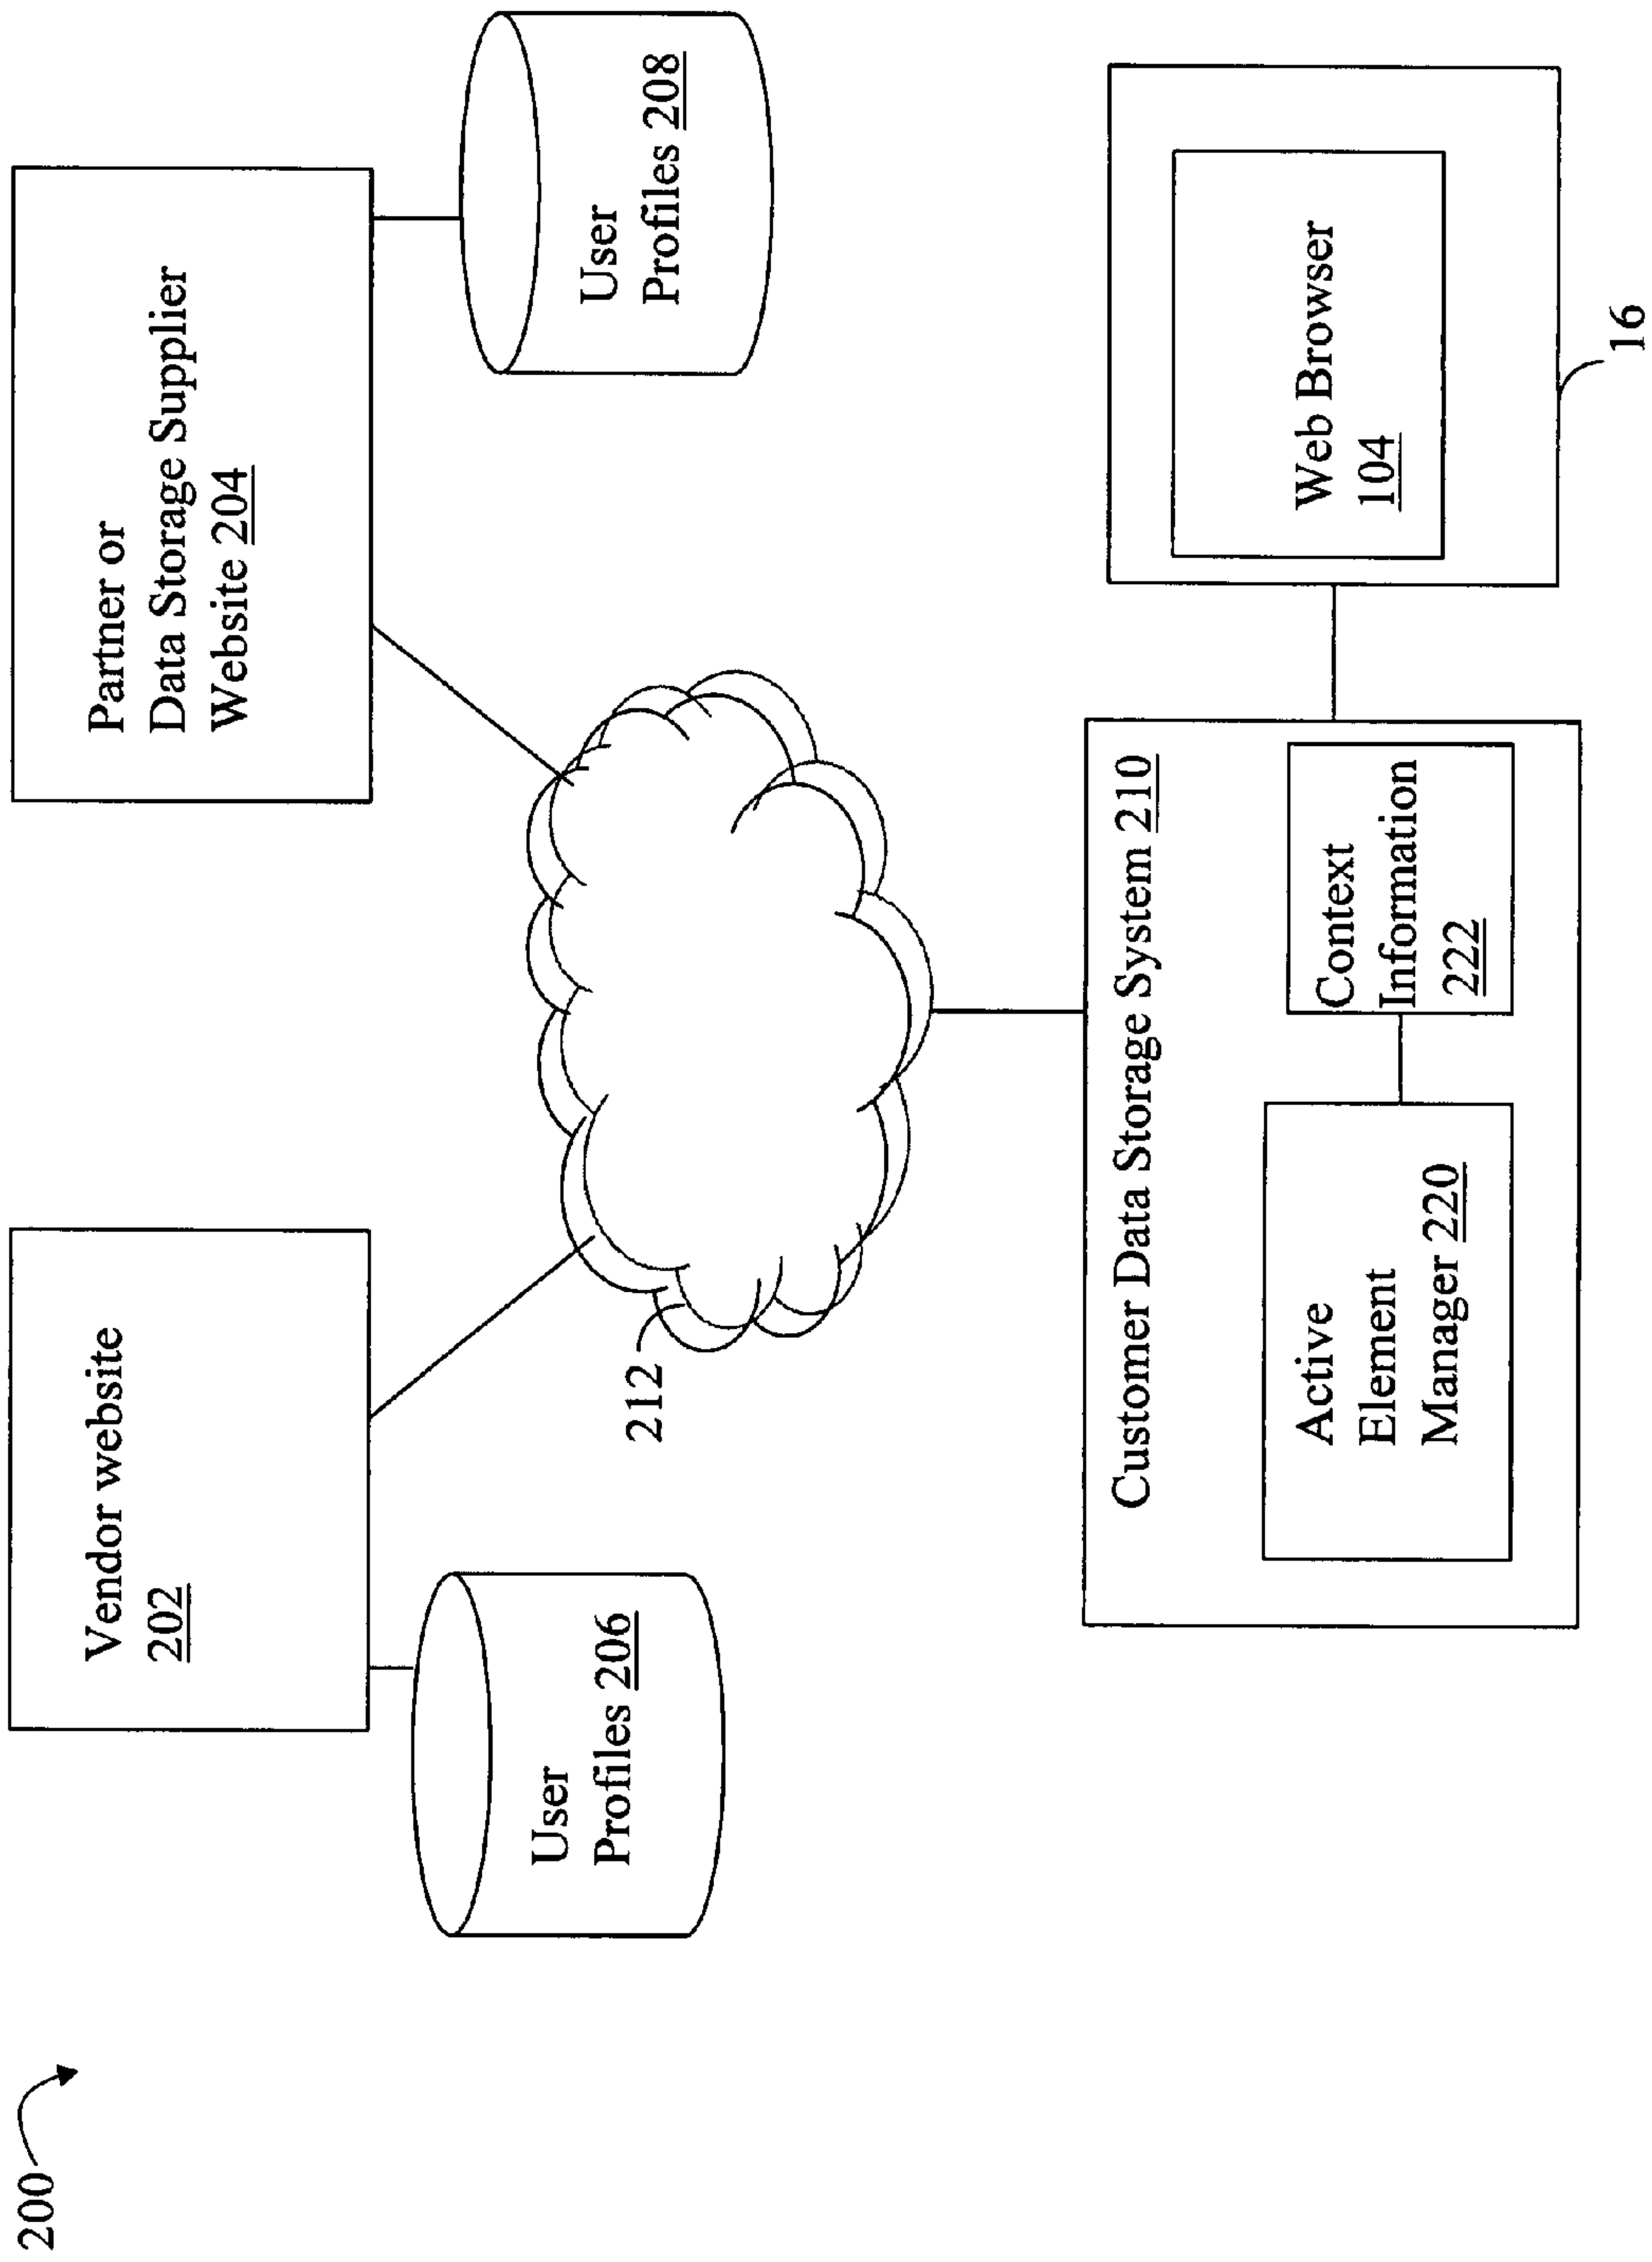 200
Vendor website
202
Partner or
Data Storage Supplier
Website 204
User
Profiles 206
User
Profiles 208
212
Customer Data Storage System 210
Active
Element
Manager 220
Context
Information
222
Web Browser
104
16